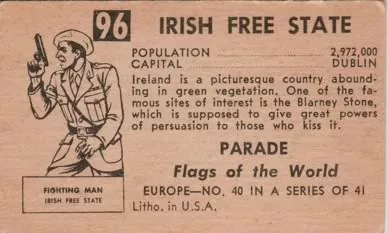 96 IRISH FREE STATE
POPULATION 2,972,000
CAPITAL DUBLIN
Ireland is a picturesque country abound-
ing in green vegetation. One of the fa-
mous sites of interest is the Blarney Stone,
which is supposed to give great powers
of persuasion to those who kiss it.
PARADE
Flags of the World
EUROPE—NO. 40 IN A SERIES OF 41
Litho. in U.S.A.
FIGHTING MAN
IRISH FREE STATE